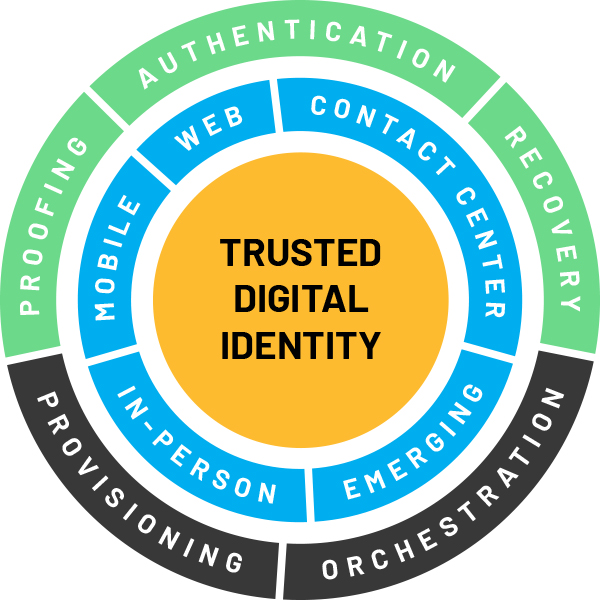 AUTHENTICATION
PROOFING
RECOVERY
WEB
CONTACT CENTER
MOBILE
TRUSTED
DIGITAL
IDENTITY
IN-PERSON
EMERGING
PROVISIONING
ORCHESTRATION